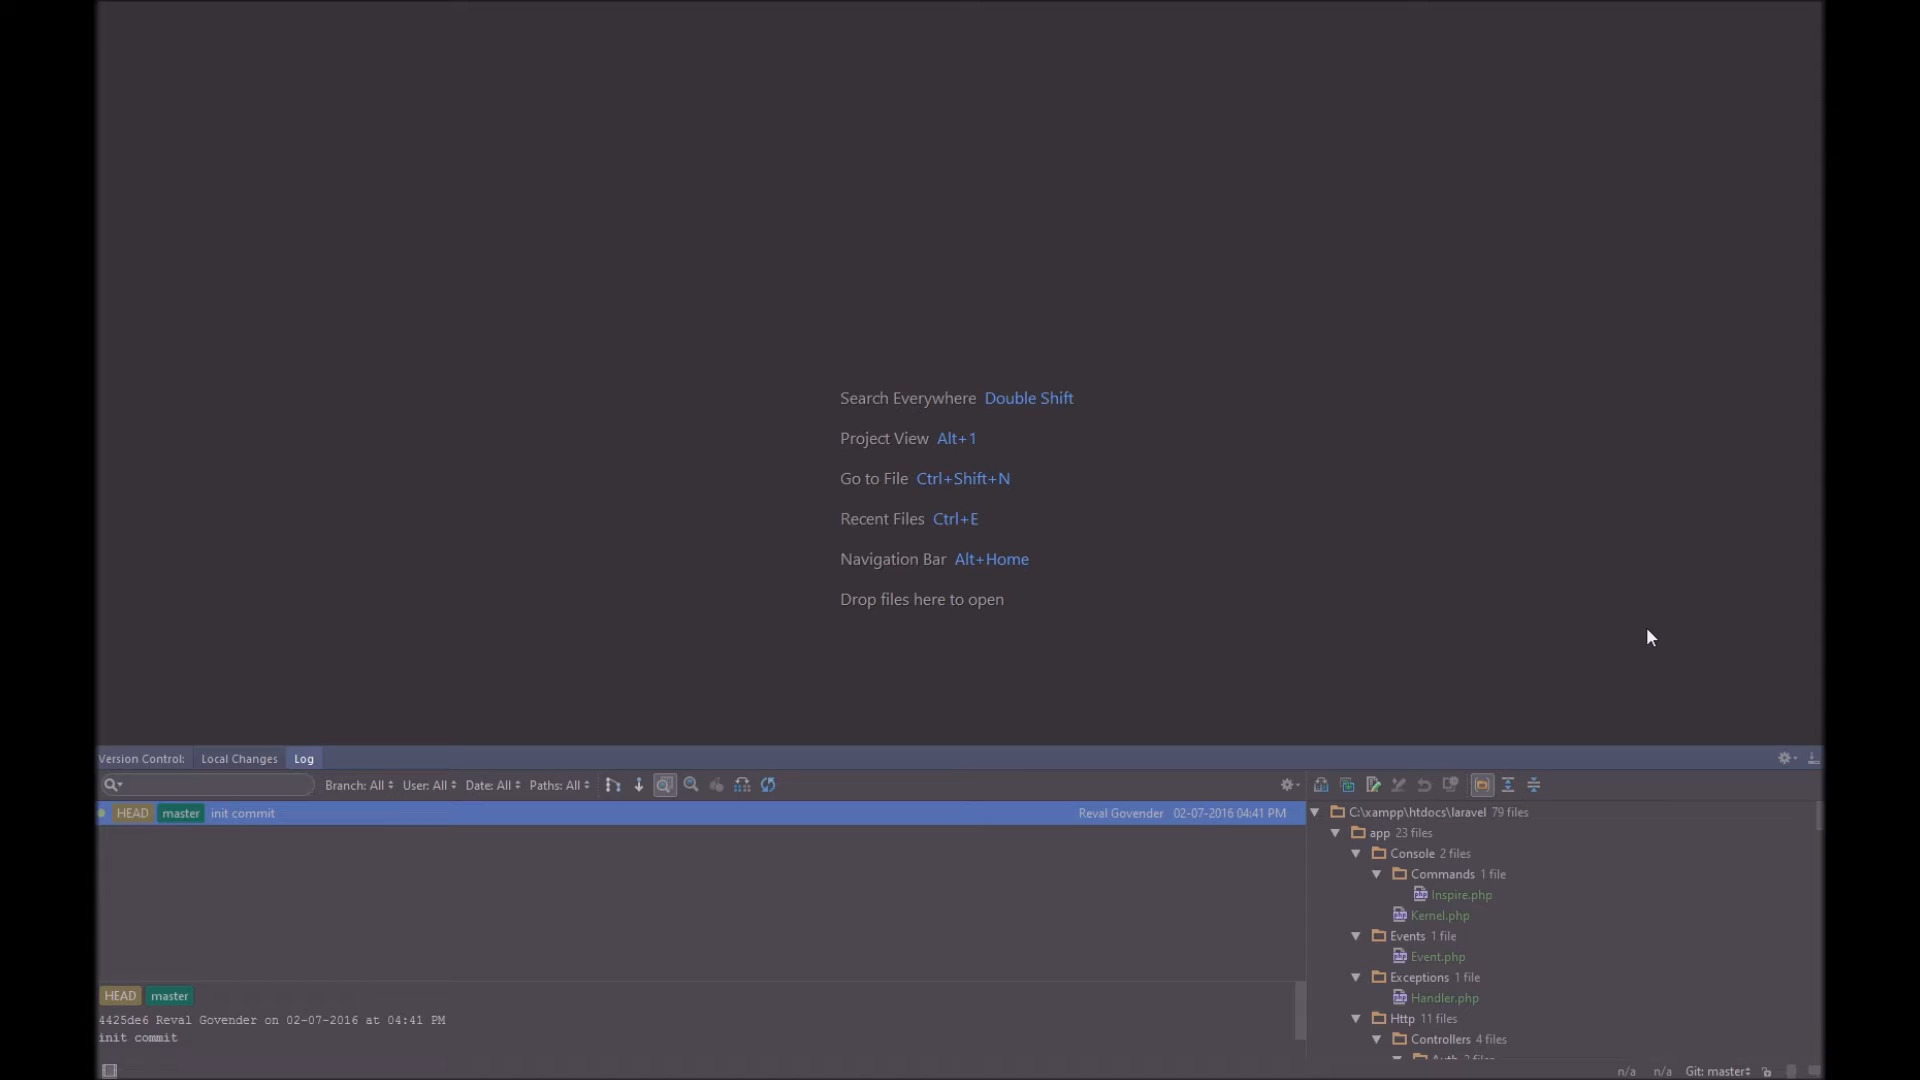 Search Everywhere Double Shift
Project View Alt+1
Go to File Ctrl+Shift+N
Recent Files Ctrl+E
Navigation Bar Alt+Home
Drop files here to open
Version Control: Local Changes Log
Branch: All User: All Date: All Paths: All
HEAD master init commit Reval Govender 02-07-2016 04:41 PM
HEAD master
4425de6 Reval Govender on 02-07-2016 at 04:41 PM
init commit
C:\xampp\htdocs\laravel 79 files
app 23 files
Console 2 files
Commands 1 file
Inspire.php
Kernel.php
Events 1 file
Event.php
Exceptions 1 file
Handler.php
Http 11 files
Controllers 4 files
n/a n/a Git: master